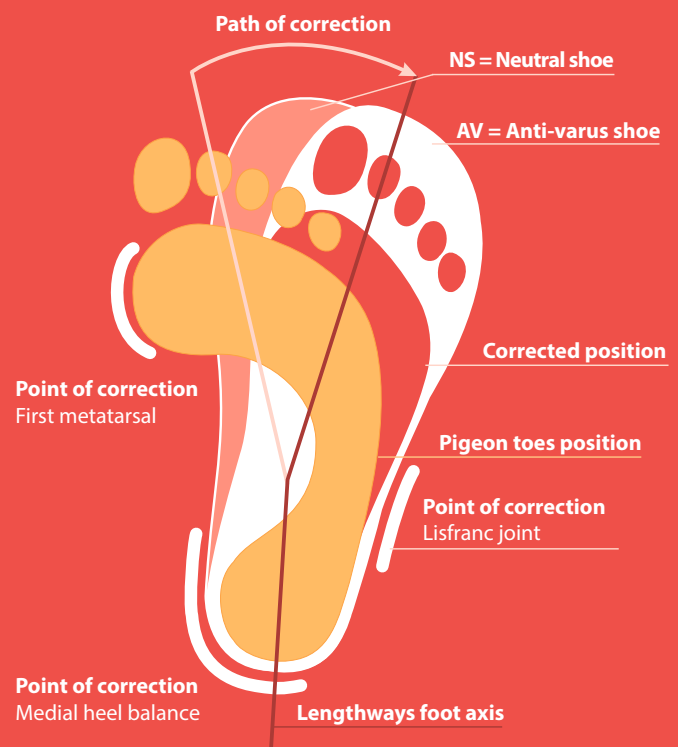 Path of correction
NS = Neutral shoe
AV = Anti-varus shoe
Corrected position
Point of correction
First metatarsal
Pigeon toes position
Point of correction
Lisfranc joint
Point of correction
Medial heel balance
Lengthways foot axis